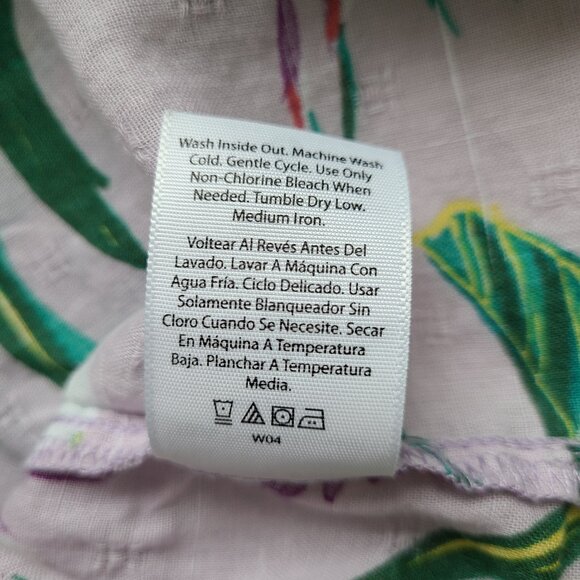 Wash Inside Out. Machine Wash
Cold. Gentle Cycle. Use Only
Non-Chlorine Bleach When
Needed. Tumble Dry Low.
Medium Iron.
Voltear Al Revés Antes Del
Lavado. Lavar A Máquina Con
Agua Fría. Ciclo Delicado. Usar
Solamente Blanqueador Sin
Cloro Cuando Se Necesite. Secar
En Máquina A Temperatura
Baja. Planchar A Temperatura
Media.
W04